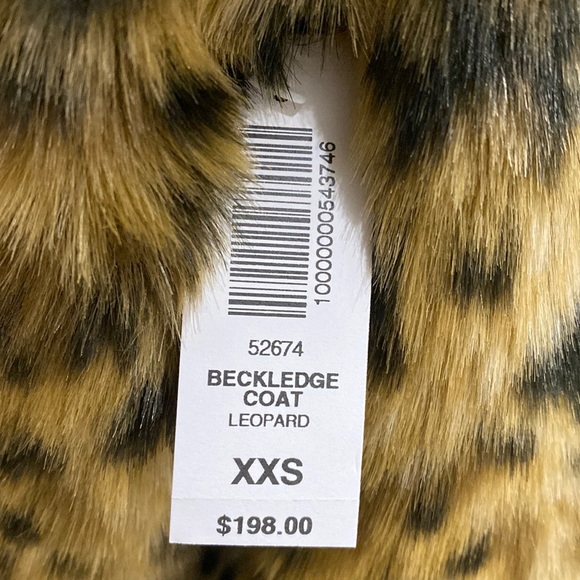 1000000543746
52674
BECKLEDGE
COAT
LEOPARD
XXS
$198.00